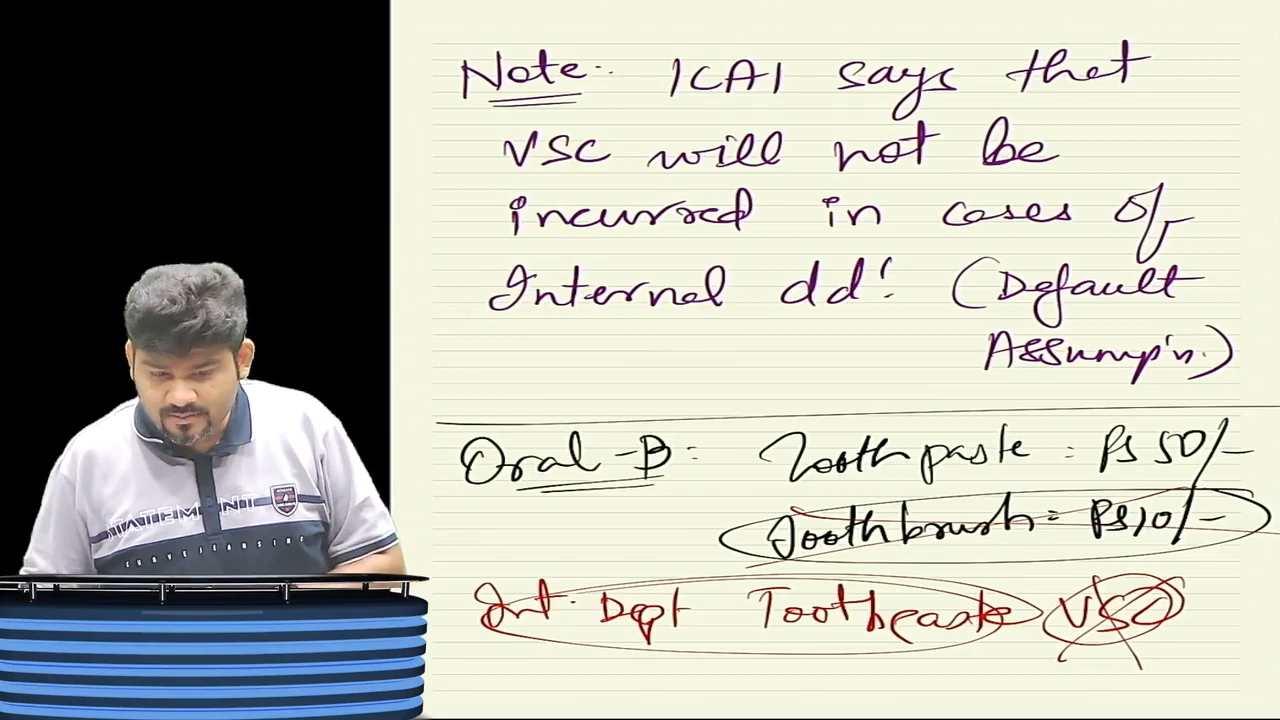 Note:- ICAI says that
VSC will not be
incurred in cases of
Internal dd! (Default
Assump'n.)
Oral-B: Toothpaste : Rs 50/-
Toothbrush = Rs 10/-
Int. Dept Toothpaste VSC
STATEMENT